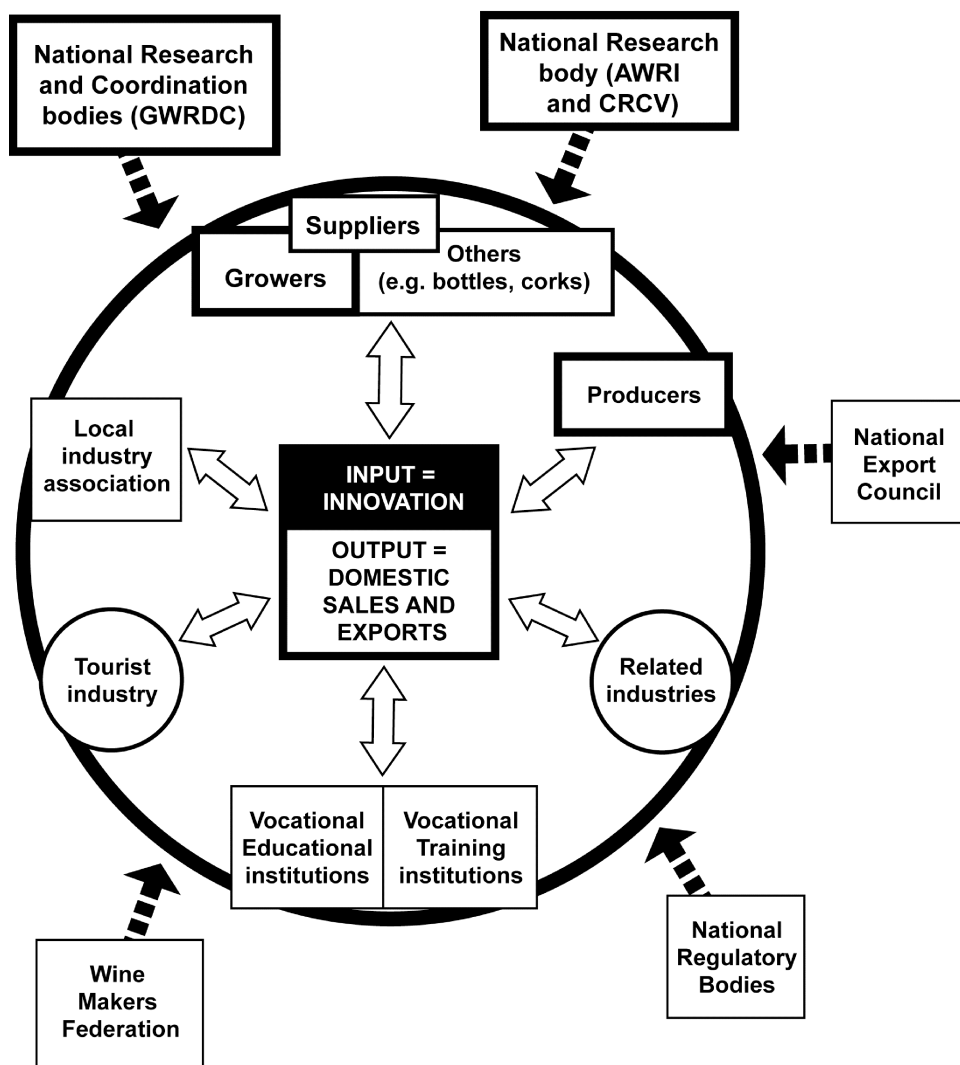 National Research
and Coordination
bodies (GWRDC)
National Research
body (AWRI
and CRCV)
Suppliers
Growers
Others
(e.g. bottles, corks)
Producers
Local
industry
association
National
Export
Council
INPUT =
INNOVATION
OUTPUT =
DOMESTIC
SALES AND
EXPORTS
Tourist
industry
Related
industries
Vocational
Educational
institutions
Vocational
Training
institutions
National
Regulatory
Bodies
Wine
Makers
Federation